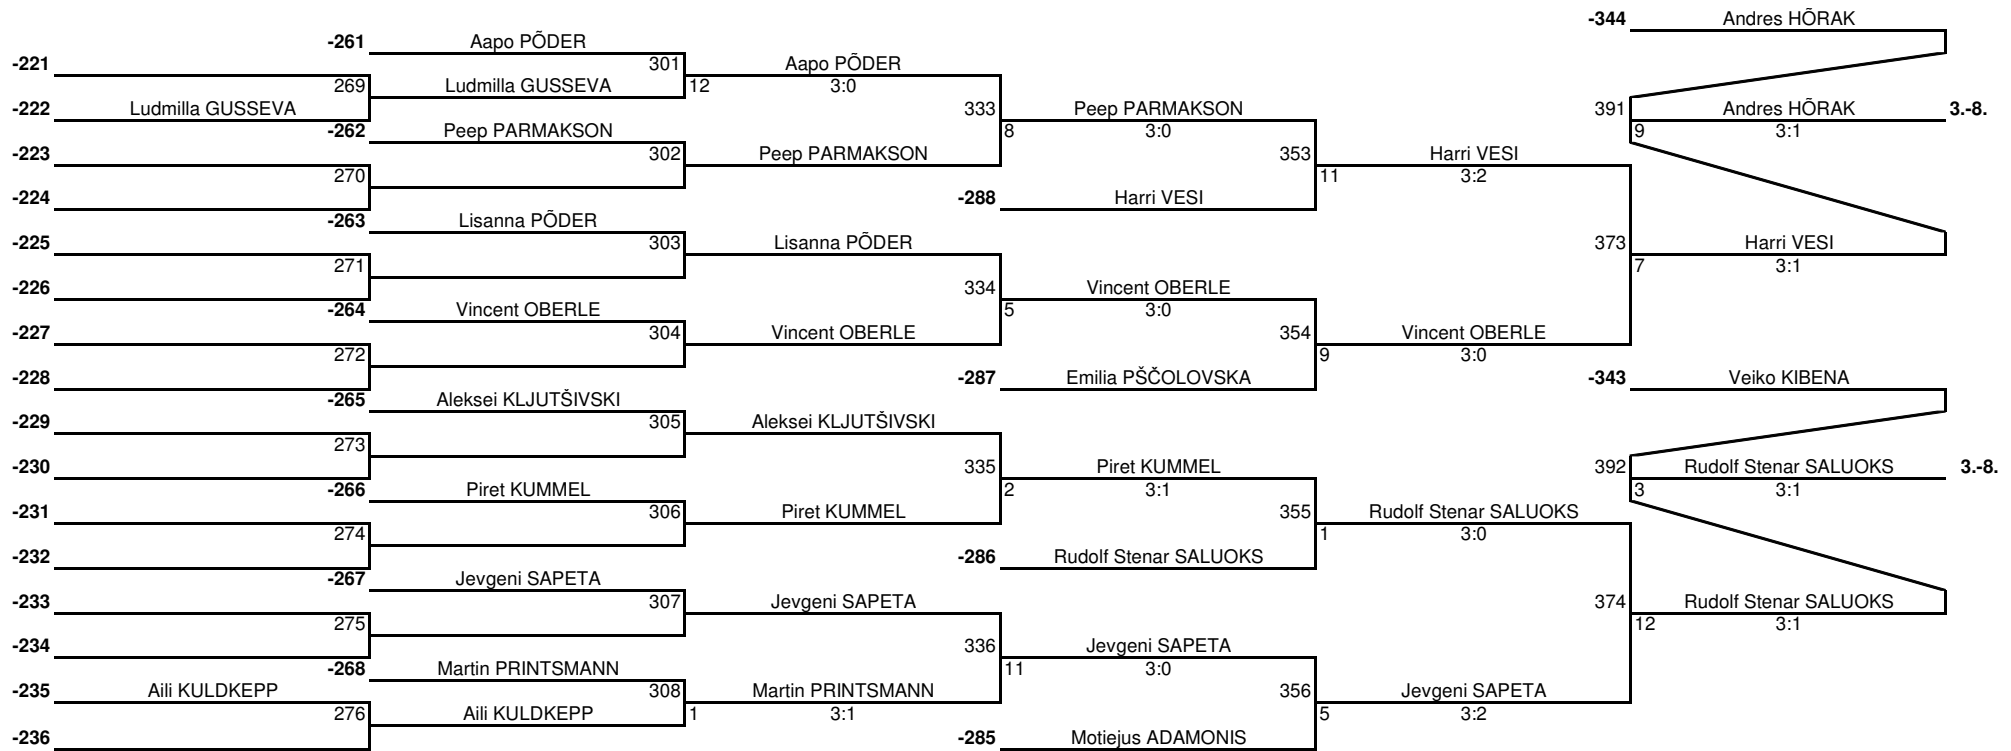 -344 Andres HÕRAK
-261 Aapo PÕDER
-221 301 Aapo PÕDER
269 Ludmilla GUSSEVA 12 3:0
-222 Ludmilla GUSSEVA 333 Peep PARMAKSON 391 Andres HÕRAK 3.-8.
-262 Peep PARMAKSON 8 3:0 9 3:1
-223 302 Peep PARMAKSON 353 Harri VESI
270 11 3:2
-224 -288 Harri VESI
-263 Lisanna PÕDER
-225 303 Lisanna PÕDER 373 Harri VESI
271 7 3:1
-226 334 Vincent OBERLE
-264 Vincent OBERLE 5 3:0
-227 304 Vincent OBERLE 354 Vincent OBERLE
272 9 3:0
-228 -287 Emilia PŠČOLOVSKA -343 Veiko KIBENA
-265 Aleksei KLJUTŠIVSKI
-229 305 Aleksei KLJUTŠIVSKI
273
-230 335 Piret KUMMEL 392 Rudolf Stenar SALUOKS 3.-8.
-266 Piret KUMMEL 2 3:1 3 3:1
-231 306 Piret KUMMEL 355 Rudolf Stenar SALUOKS
274 1 3:0
-232 -286 Rudolf Stenar SALUOKS
-267 Jevgeni SAPETA
-233 307 Jevgeni SAPETA 374 Rudolf Stenar SALUOKS
275 12 3:1
-234 336 Jevgeni SAPETA
-268 Martin PRINTSMANN 11 3:0
-235 Aili KULDKEPP 308 Martin PRINTSMANN 356 Jevgeni SAPETA
276 Aili KULDKEPP 1 3:1 5 3:2
-236 -285 Motiejus ADAMONIS